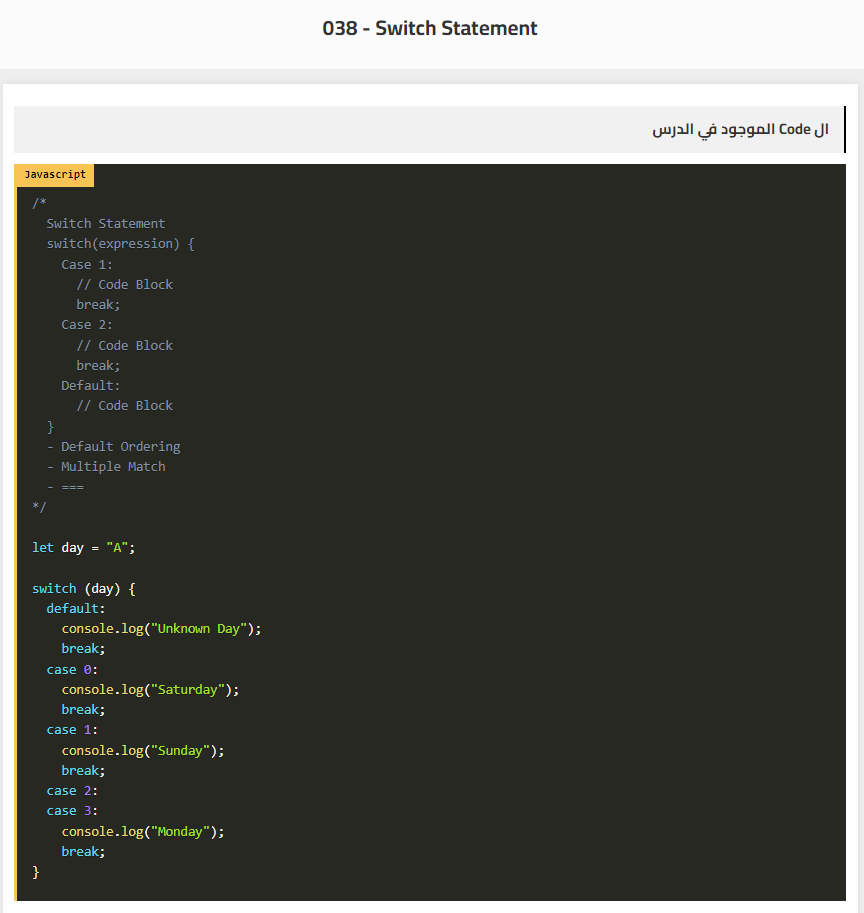 038 - Switch Statement
ال Code الموجود في الدرس
Javascript
/*
  Switch Statement
  switch(expression) {
    Case 1:
      // Code Block
      break;
    Case 2:
      // Code Block
      break;
    Default:
      // Code Block
  }
  - Default Ordering
  - Multiple Match
  - ===
*/
let day = "A";
switch (day) {
  default:
    console.log("Unknown Day");
    break;
  case 0:
    console.log("Saturday");
    break;
  case 1:
    console.log("Sunday");
    break;
  case 2:
  case 3:
    console.log("Monday");
    break;
}